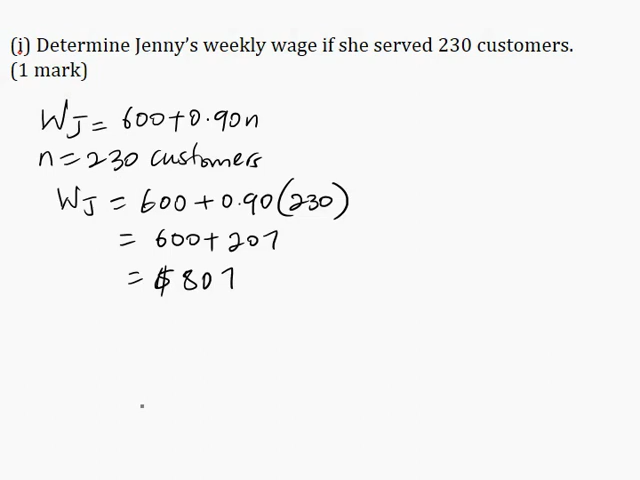 (i) Determine Jenny's weekly wage if she served 230 customers.
(1 mark)
WJ = 600+0.90n
n = 230 customers
WJ = 600 + 0.90(230)
= 600 + 207
= $807